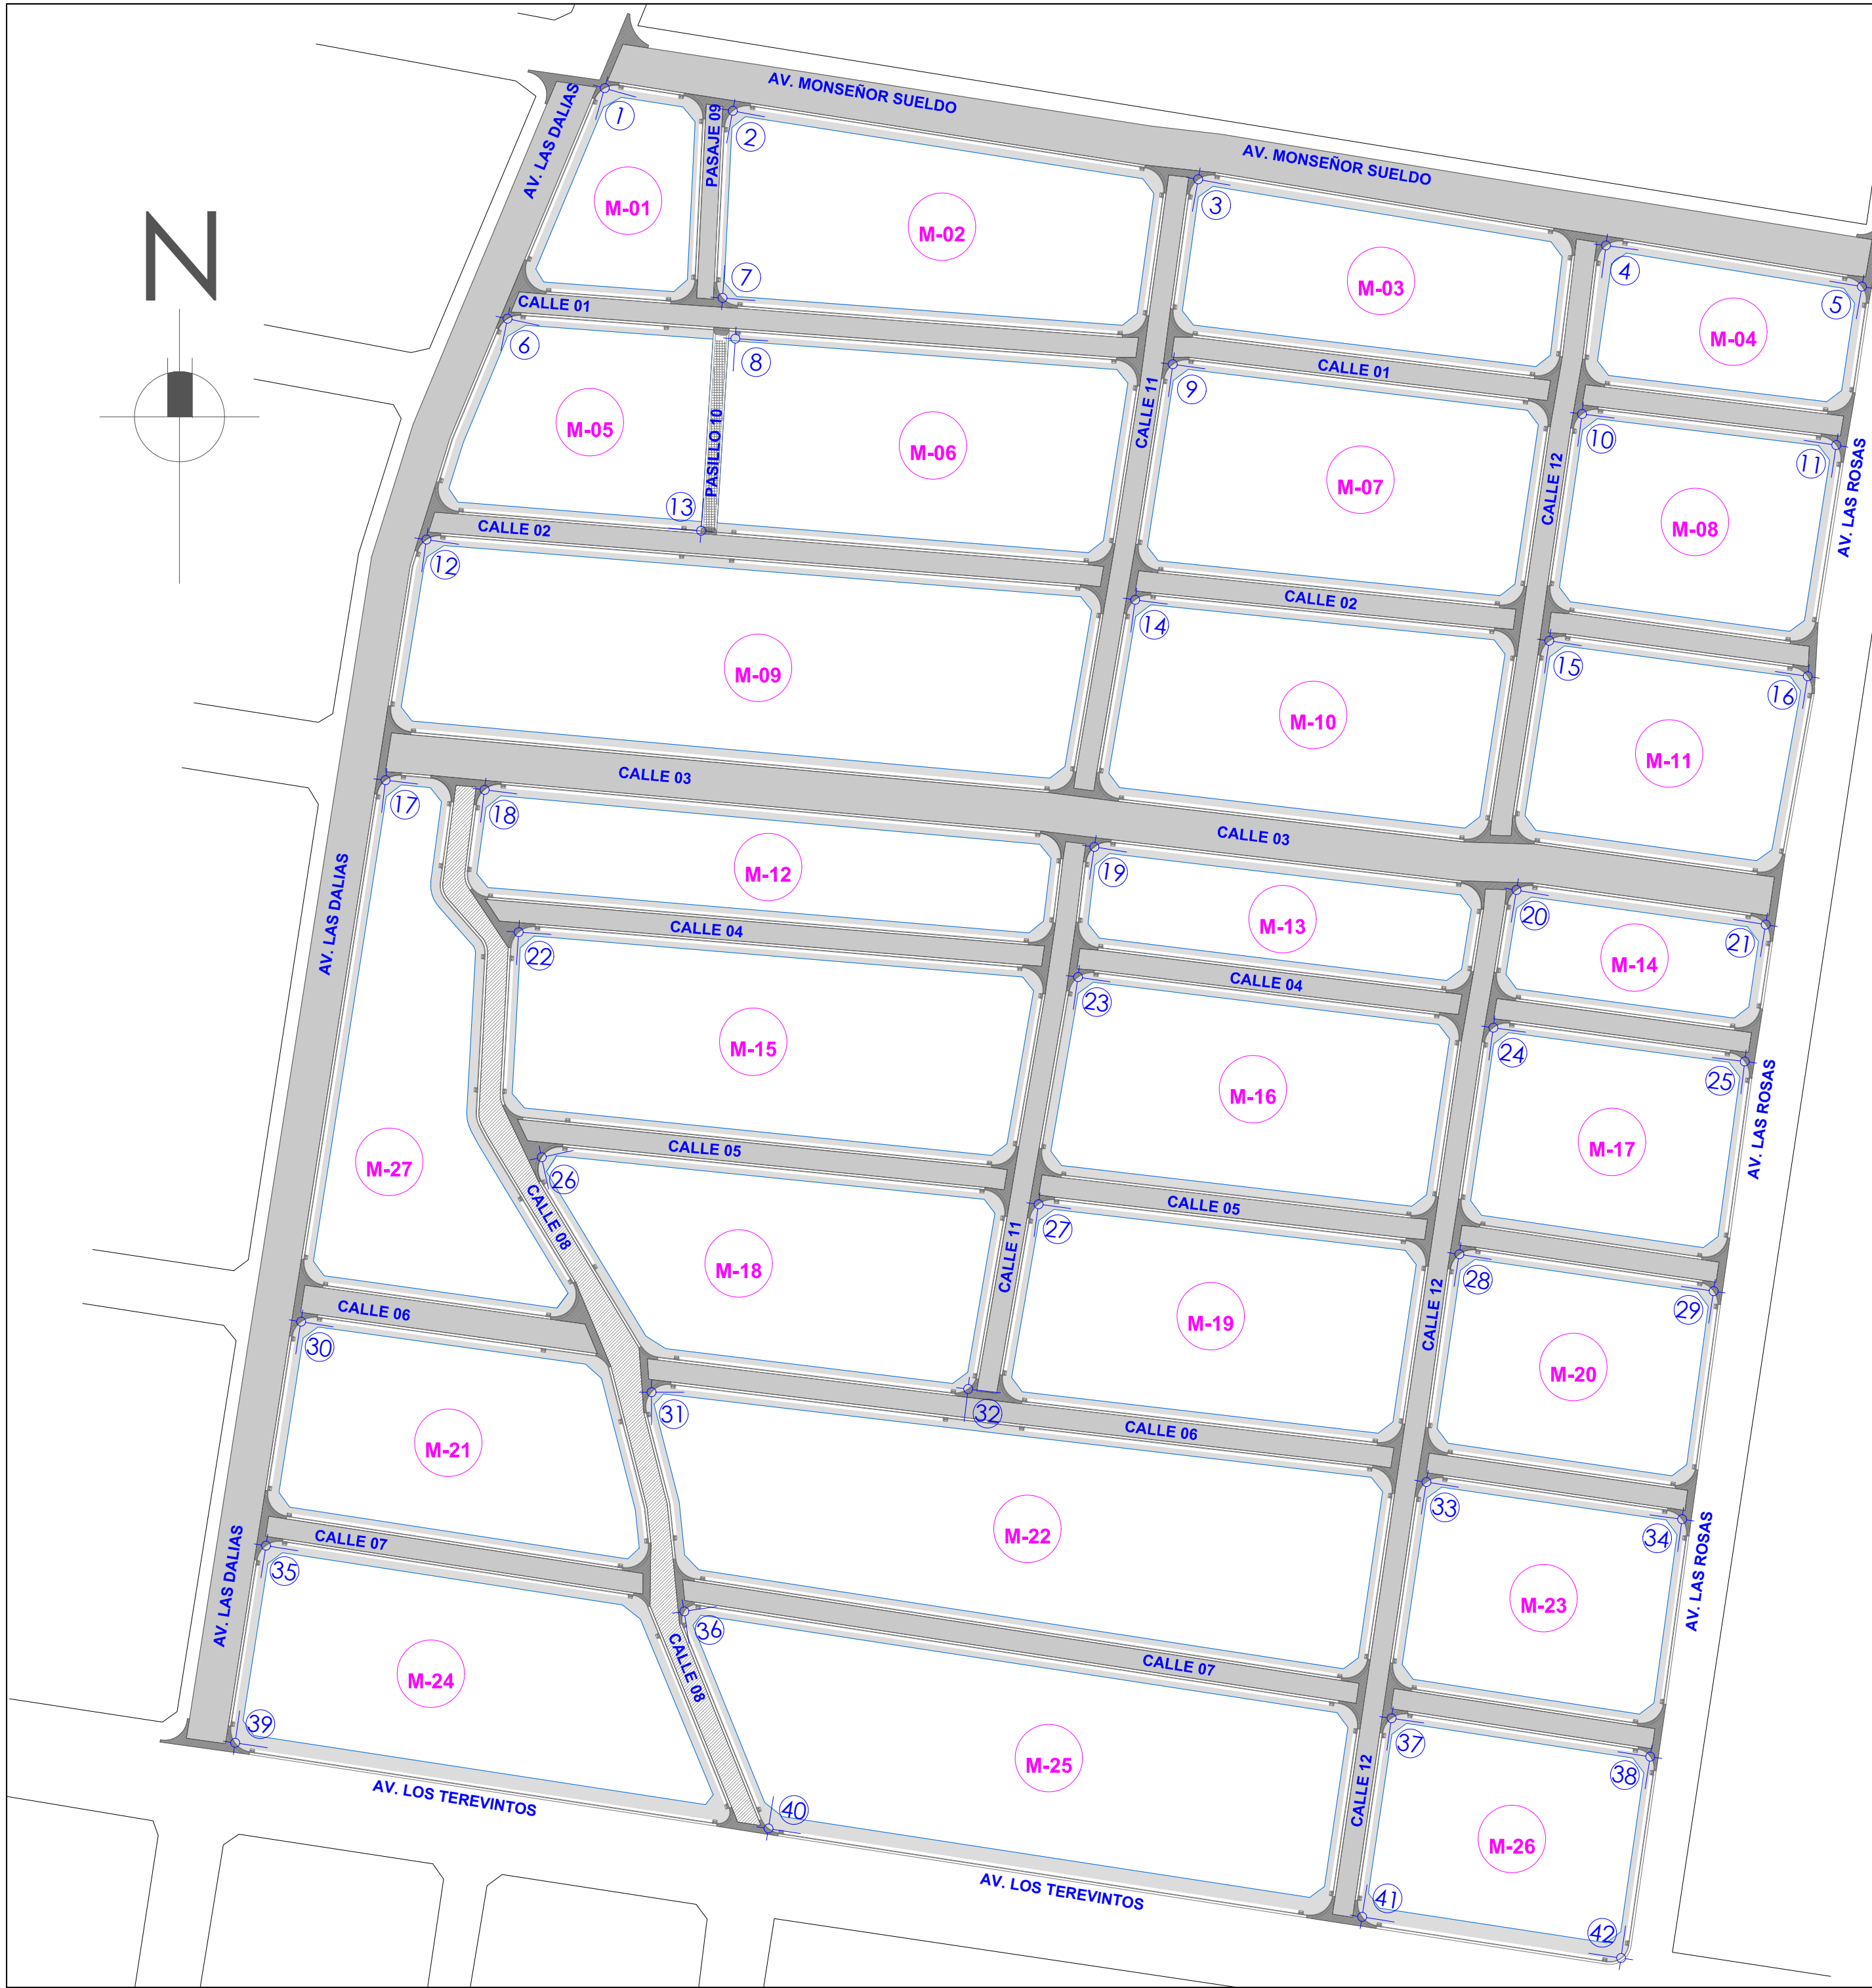 AV. MONSEÑOR SUELDO
AV. LAS DALIAS
1
PASAJE 09
2
AV. MONSEÑOR SUELDO
3
M-01
N
M-02
4
M-03
7
5
CALLE 01
M-04
6
8
CALLE 01
9
M-05
CALLE 11
10
PASILLO 10
M-06
11
AV. LAS ROSAS
M-07
CALLE 12
13
M-08
CALLE 02
12
CALLE 02
14
15
M-09
16
M-10
M-11
CALLE 03
17
18
CALLE 03
M-12
19
20
AV. LAS DALIAS
CALLE 04
M-13
21
22
M-14
CALLE 04
23
M-15
24
25
M-16
AV. LAS ROSAS
M-17
CALLE 05
M-27
26
CALLE 08
CALLE 05
27
M-18
CALLE 11
28
29
CALLE 06
M-19
CALLE 12
30
M-20
31
32
CALLE 06
M-21
33
M-22
34
CALLE 07
35
AV. LAS DALIAS
M-23
AV. LAS ROSAS
36
CALLE 08
CALLE 07
M-24
39
37
M-25
38
AV. LOS TEREVINTOS
CALLE 12
40
M-26
AV. LOS TEREVINTOS
41
42